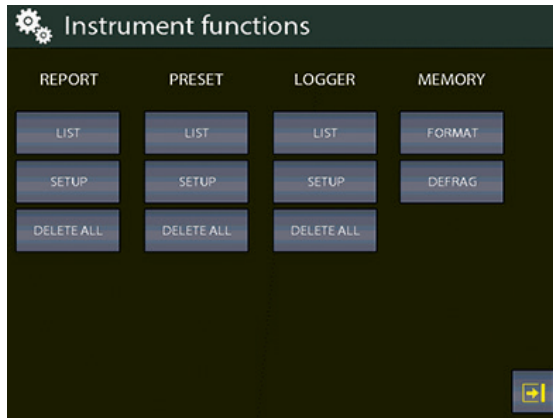 Instrument functions
REPORT PRESET LOGGER MEMORY
LIST LIST LIST FORMAT
SETUP SETUP SETUP DEFRAG
DELETE ALL DELETE ALL DELETE ALL